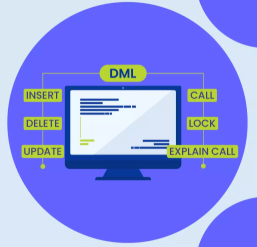 DML
INSERT
DELETE
UPDATE
CALL
LOCK
EXPLAIN CALL